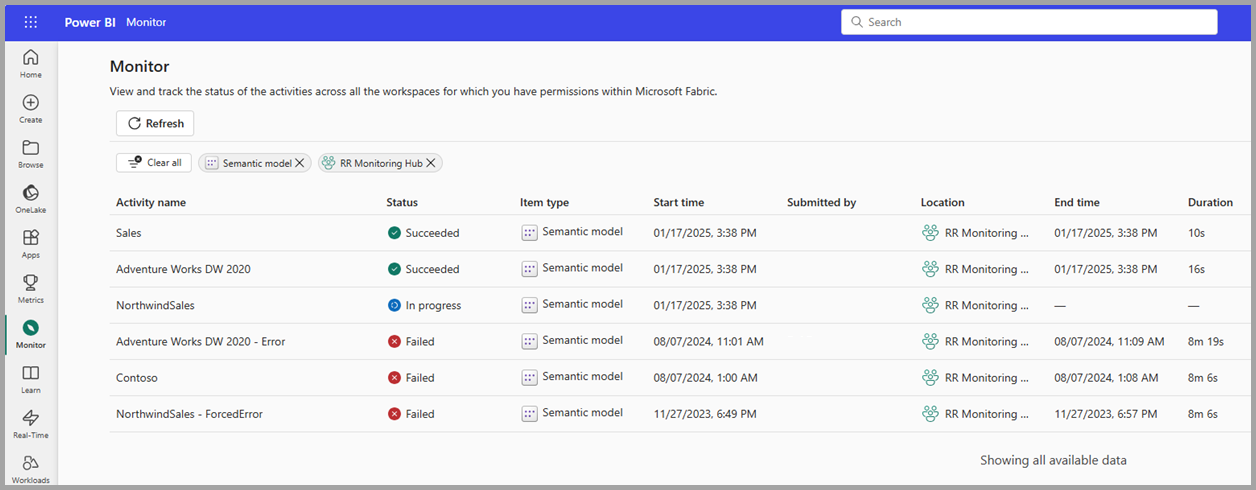 Power BI Monitor Search
Home
Create
Browse
OneLake
Apps
Metrics
Monitor
Learn
Real-Time
Workloads
Monitor
View and track the status of the activities across all the workspaces for which you have permissions within Microsoft Fabric.
Refresh
Clear all Semantic model RR Monitoring Hub
Activity name Status Item type Start time Submitted by Location End time Duration
Sales Succeeded Semantic model 01/17/2025, 3:38 PM RR Monitoring ... 01/17/2025, 3:38 PM 10s
Adventure Works DW 2020 Succeeded Semantic model 01/17/2025, 3:38 PM RR Monitoring ... 01/17/2025, 3:38 PM 16s
NorthwindSales In progress Semantic model 01/17/2025, 3:38 PM RR Monitoring ... — —
Adventure Works DW 2020 - Error Failed Semantic model 08/07/2024, 11:01 AM RR Monitoring ... 08/07/2024, 11:09 AM 8m 19s
Contoso Failed Semantic model 08/07/2024, 1:00 AM RR Monitoring ... 08/07/2024, 1:08 AM 8m 6s
NorthwindSales - ForcedError Failed Semantic model 11/27/2023, 6:49 PM RR Monitoring ... 11/27/2023, 6:57 PM 8m 6s
Showing all available data